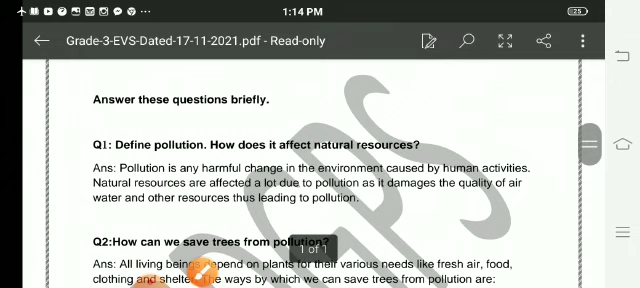 1:14 PM
25
Grade-3-EVS-Dated-17-11-2021.pdf - Read-only
Answer these questions briefly.
Q1: Define pollution. How does it affect natural resources?
Ans: Pollution is any harmful change in the environment caused by human activities.
Natural resources are affected a lot due to pollution as it damages the quality of air
water and other resources thus leading to pollution.
Q2:How can we save trees from pollution?
1 of 1
Ans: All living beings depend on plants for their various needs like fresh air, food,
clothing and shelter. The ways by which we can save trees from pollution are:
DGPS